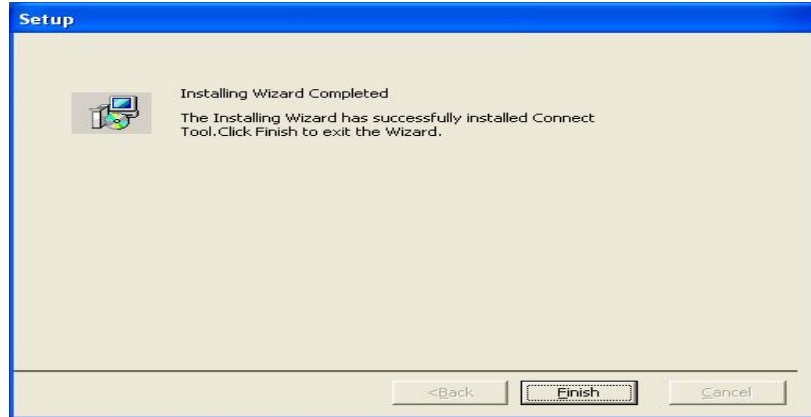 Setup
Installing Wizard Completed
The Installing Wizard has successfully installed Connect
Tool.Click Finish to exit the Wizard.
<Back
Finish
Cancel